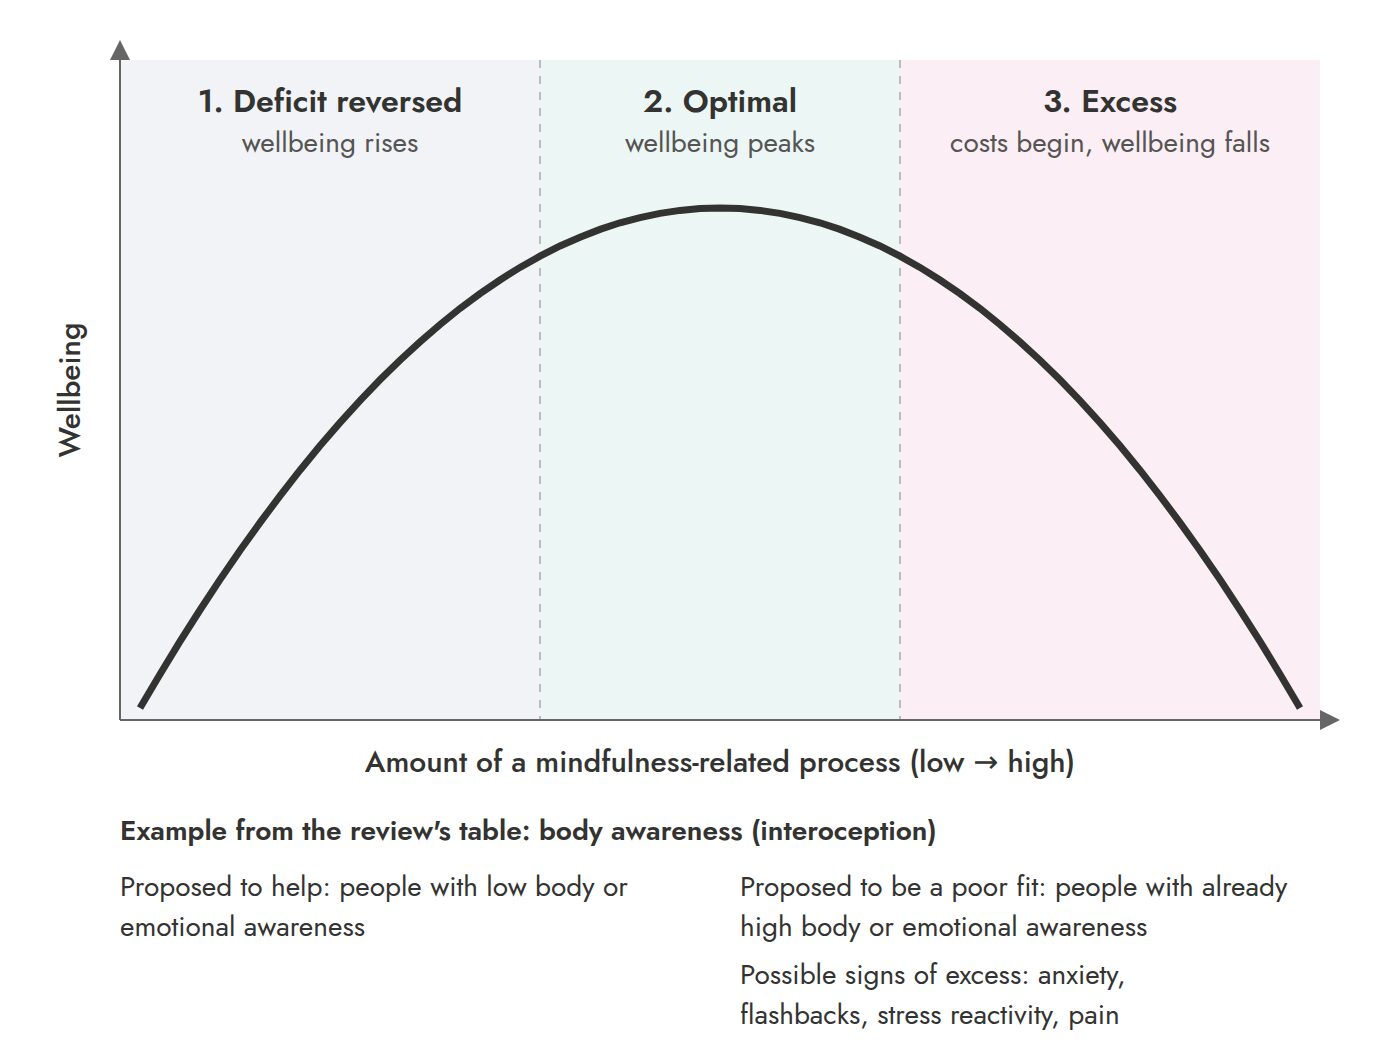 1. Deficit reversed
wellbeing rises
2. Optimal
wellbeing peaks
3. Excess
costs begin, wellbeing falls
Wellbeing
Amount of a mindfulness-related process (low → high)
Example from the review's table: body awareness (interoception)
Proposed to help: people with low body or
emotional awareness
Proposed to be a poor fit: people with already
high body or emotional awareness
Possible signs of excess: anxiety,
flashbacks, stress reactivity, pain